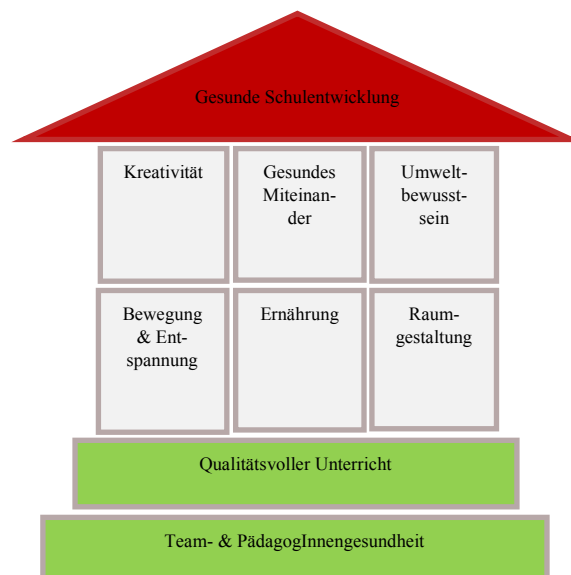 Gesunde Schulentwicklung
Kreativität
Gesundes
Miteinan-
der
Umwelt-
bewusst-
sein
Bewegung
& Ent-
spannung
Ernährung
Raum-
gestaltung
Qualitätsvoller Unterricht
Team- & PädagogInnengesundheit